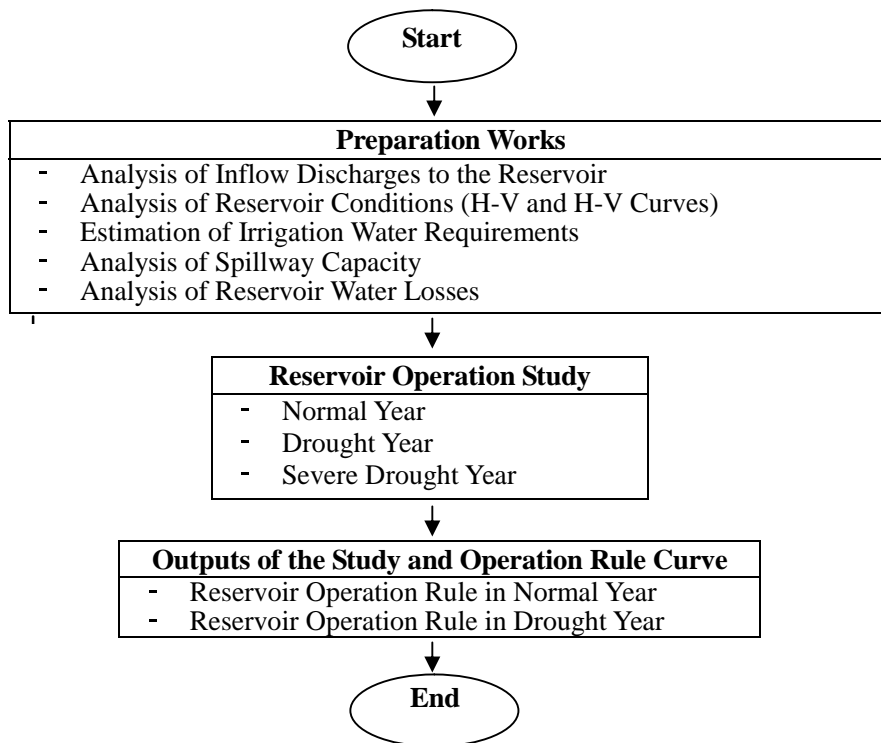 Start
Preparation Works
- Analysis of Inflow Discharges to the Reservoir
- Analysis of Reservoir Conditions (H-V and H-V Curves)
- Estimation of Irrigation Water Requirements
- Analysis of Spillway Capacity
- Analysis of Reservoir Water Losses
Reservoir Operation Study
- Normal Year
- Drought Year
- Severe Drought Year
Outputs of the Study and Operation Rule Curve
- Reservoir Operation Rule in Normal Year
- Reservoir Operation Rule in Drought Year
End